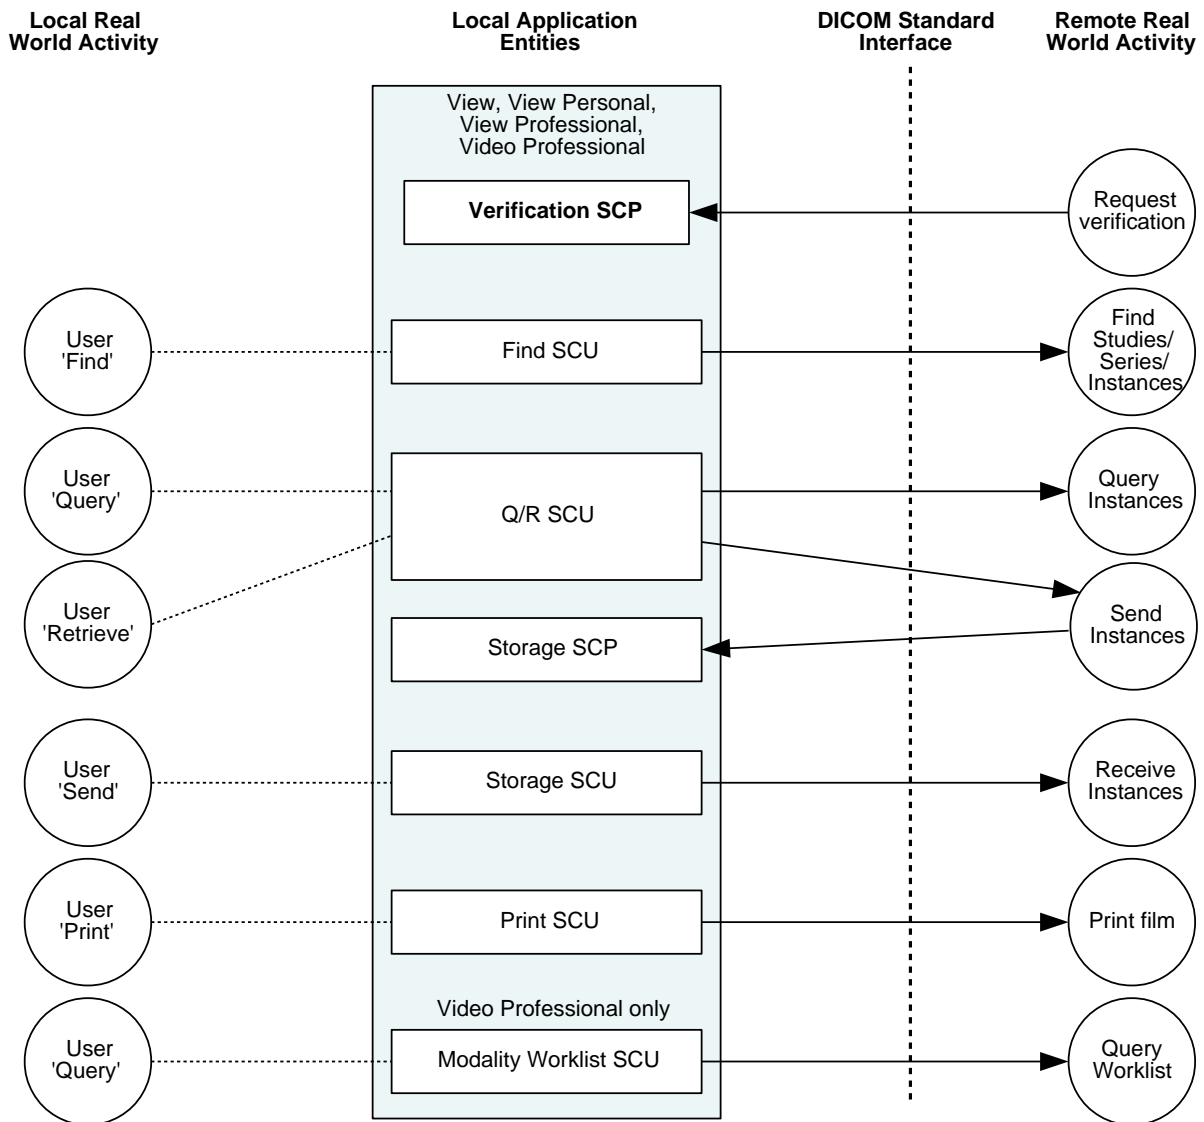 Local Real
World Activity
Local Application
Entities
DICOM Standard
Interface
Remote Real
World Activity
View, View Personal,
View Professional,
Video Professional
Verification SCP
Request
verification
User
'Find'
Find SCU
Find
Studies/
Series/
Instances
User
'Query'
Q/R SCU
Query
Instances
User
'Retrieve'
Storage SCP
Send
Instances
User
'Send'
Storage SCU
Receive
Instances
User
'Print'
Print SCU
Print film
Video Professional only
User
'Query'
Modality Worklist SCU
Query
Worklist